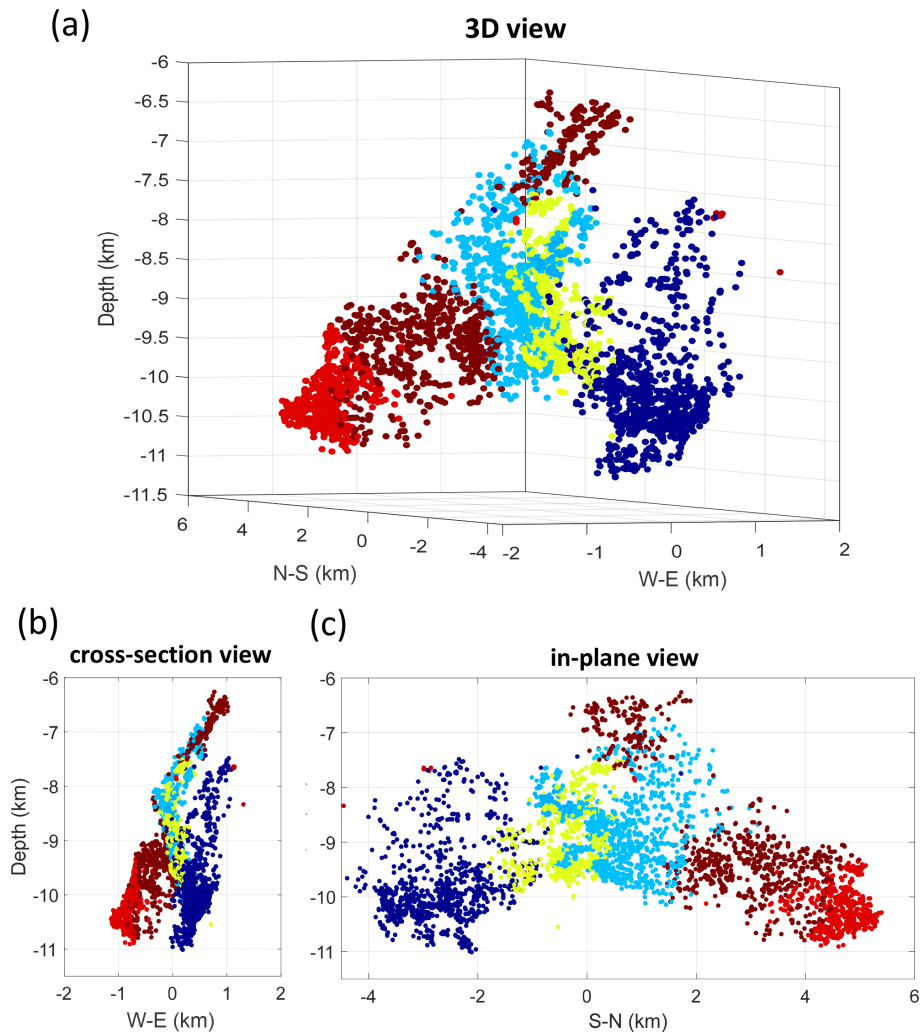 (a)
3D view
-6
-6.5
-7
-7.5
-8
-8.5
-9
-9.5
-10
-10.5
-11
-11.5
Depth (km)
6 4 2 0 -2 -4 -2 -1 0 1 2
N-S (km) W-E (km)
(b) (c)
cross-section view in-plane view
-6 -6
-7 -7
-8 -8
-9 -9
-10 -10
-11 -11
Depth (km)
-2 -1 0 1 2 -4 -2 0 2 4 6
W-E (km) S-N (km)